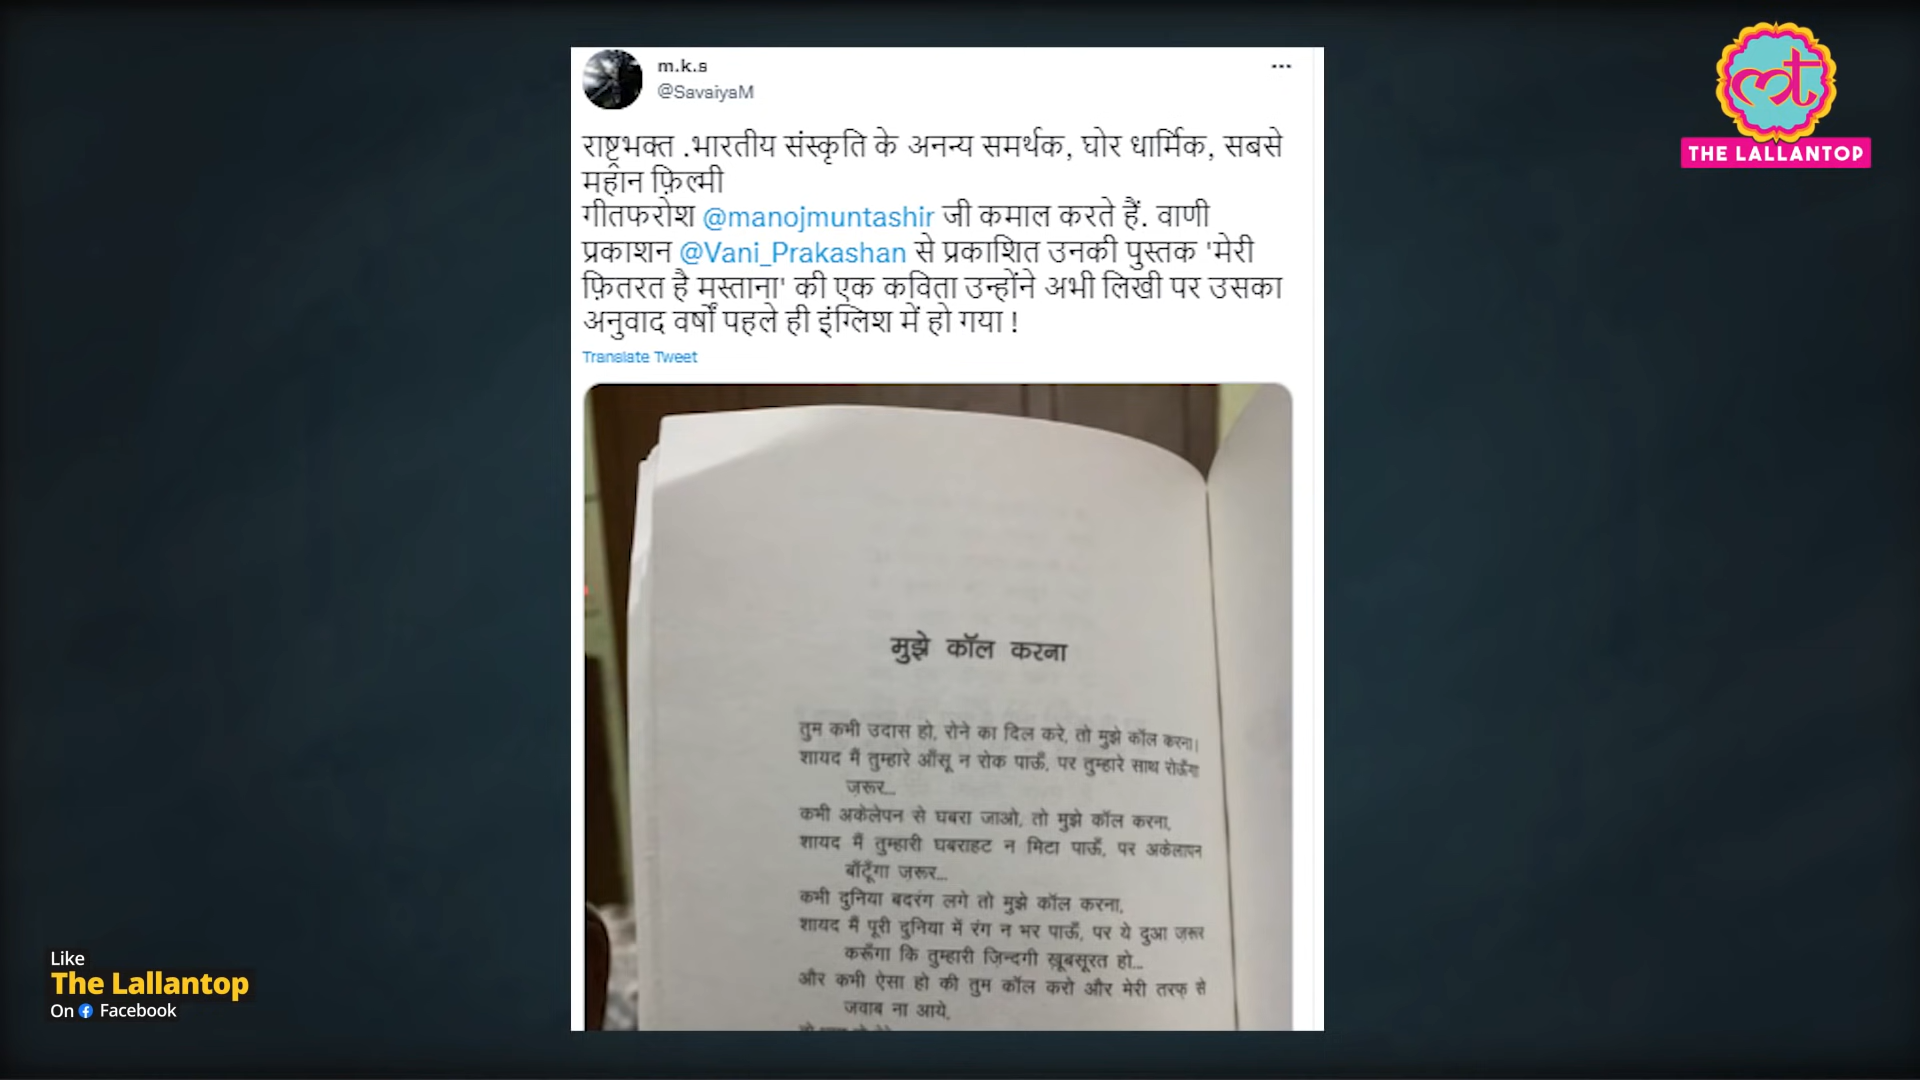 m.k.s
@SavaiyaM
राष्ट्रभक्त .भारतीय संस्कृति के अनन्य समर्थक, घोर धार्मिक, सबसे
महान फ़िल्मी
गीतफरोश @manojmuntashir जी कमाल करते हैं. वाणी
प्रकाशन @Vani_Prakashan से प्रकाशित उनकी पुस्तक 'मेरी
फ़ितरत है मस्ताना' की एक कविता उन्होंने अभी लिखी पर उसका
अनुवाद वर्षों पहले ही इंग्लिश में हो गया !
Translate Tweet
मुझे कॉल करना
तुम कभी उदास हो, रोने का दिल करे, तो मुझे कॉल करना।
शायद मैं तुम्हारे आँसू न रोक पाऊँ, पर तुम्हारे साथ रोऊँगा
ज़रूर...
कभी अकेलेपन से घबरा जाओ, तो मुझे कॉल करना,
शायद मैं तुम्हारी घबराहट न मिटा पाऊँ, पर अकेलापन
बाँटूँगा ज़रूर...
कभी दुनिया बदरंग लगे तो मुझे कॉल करना,
शायद मैं पूरी दुनिया में रंग न भर पाऊँ, पर ये दुआ ज़रूर
करूँगा कि तुम्हारी ज़िन्दगी ख़ूबसूरत हो...
और कभी ऐसा हो की तुम कॉल करो और मेरी तरफ़ से
जवाब ना आये,
THE LALLANTOP
Like
The Lallantop
On Facebook